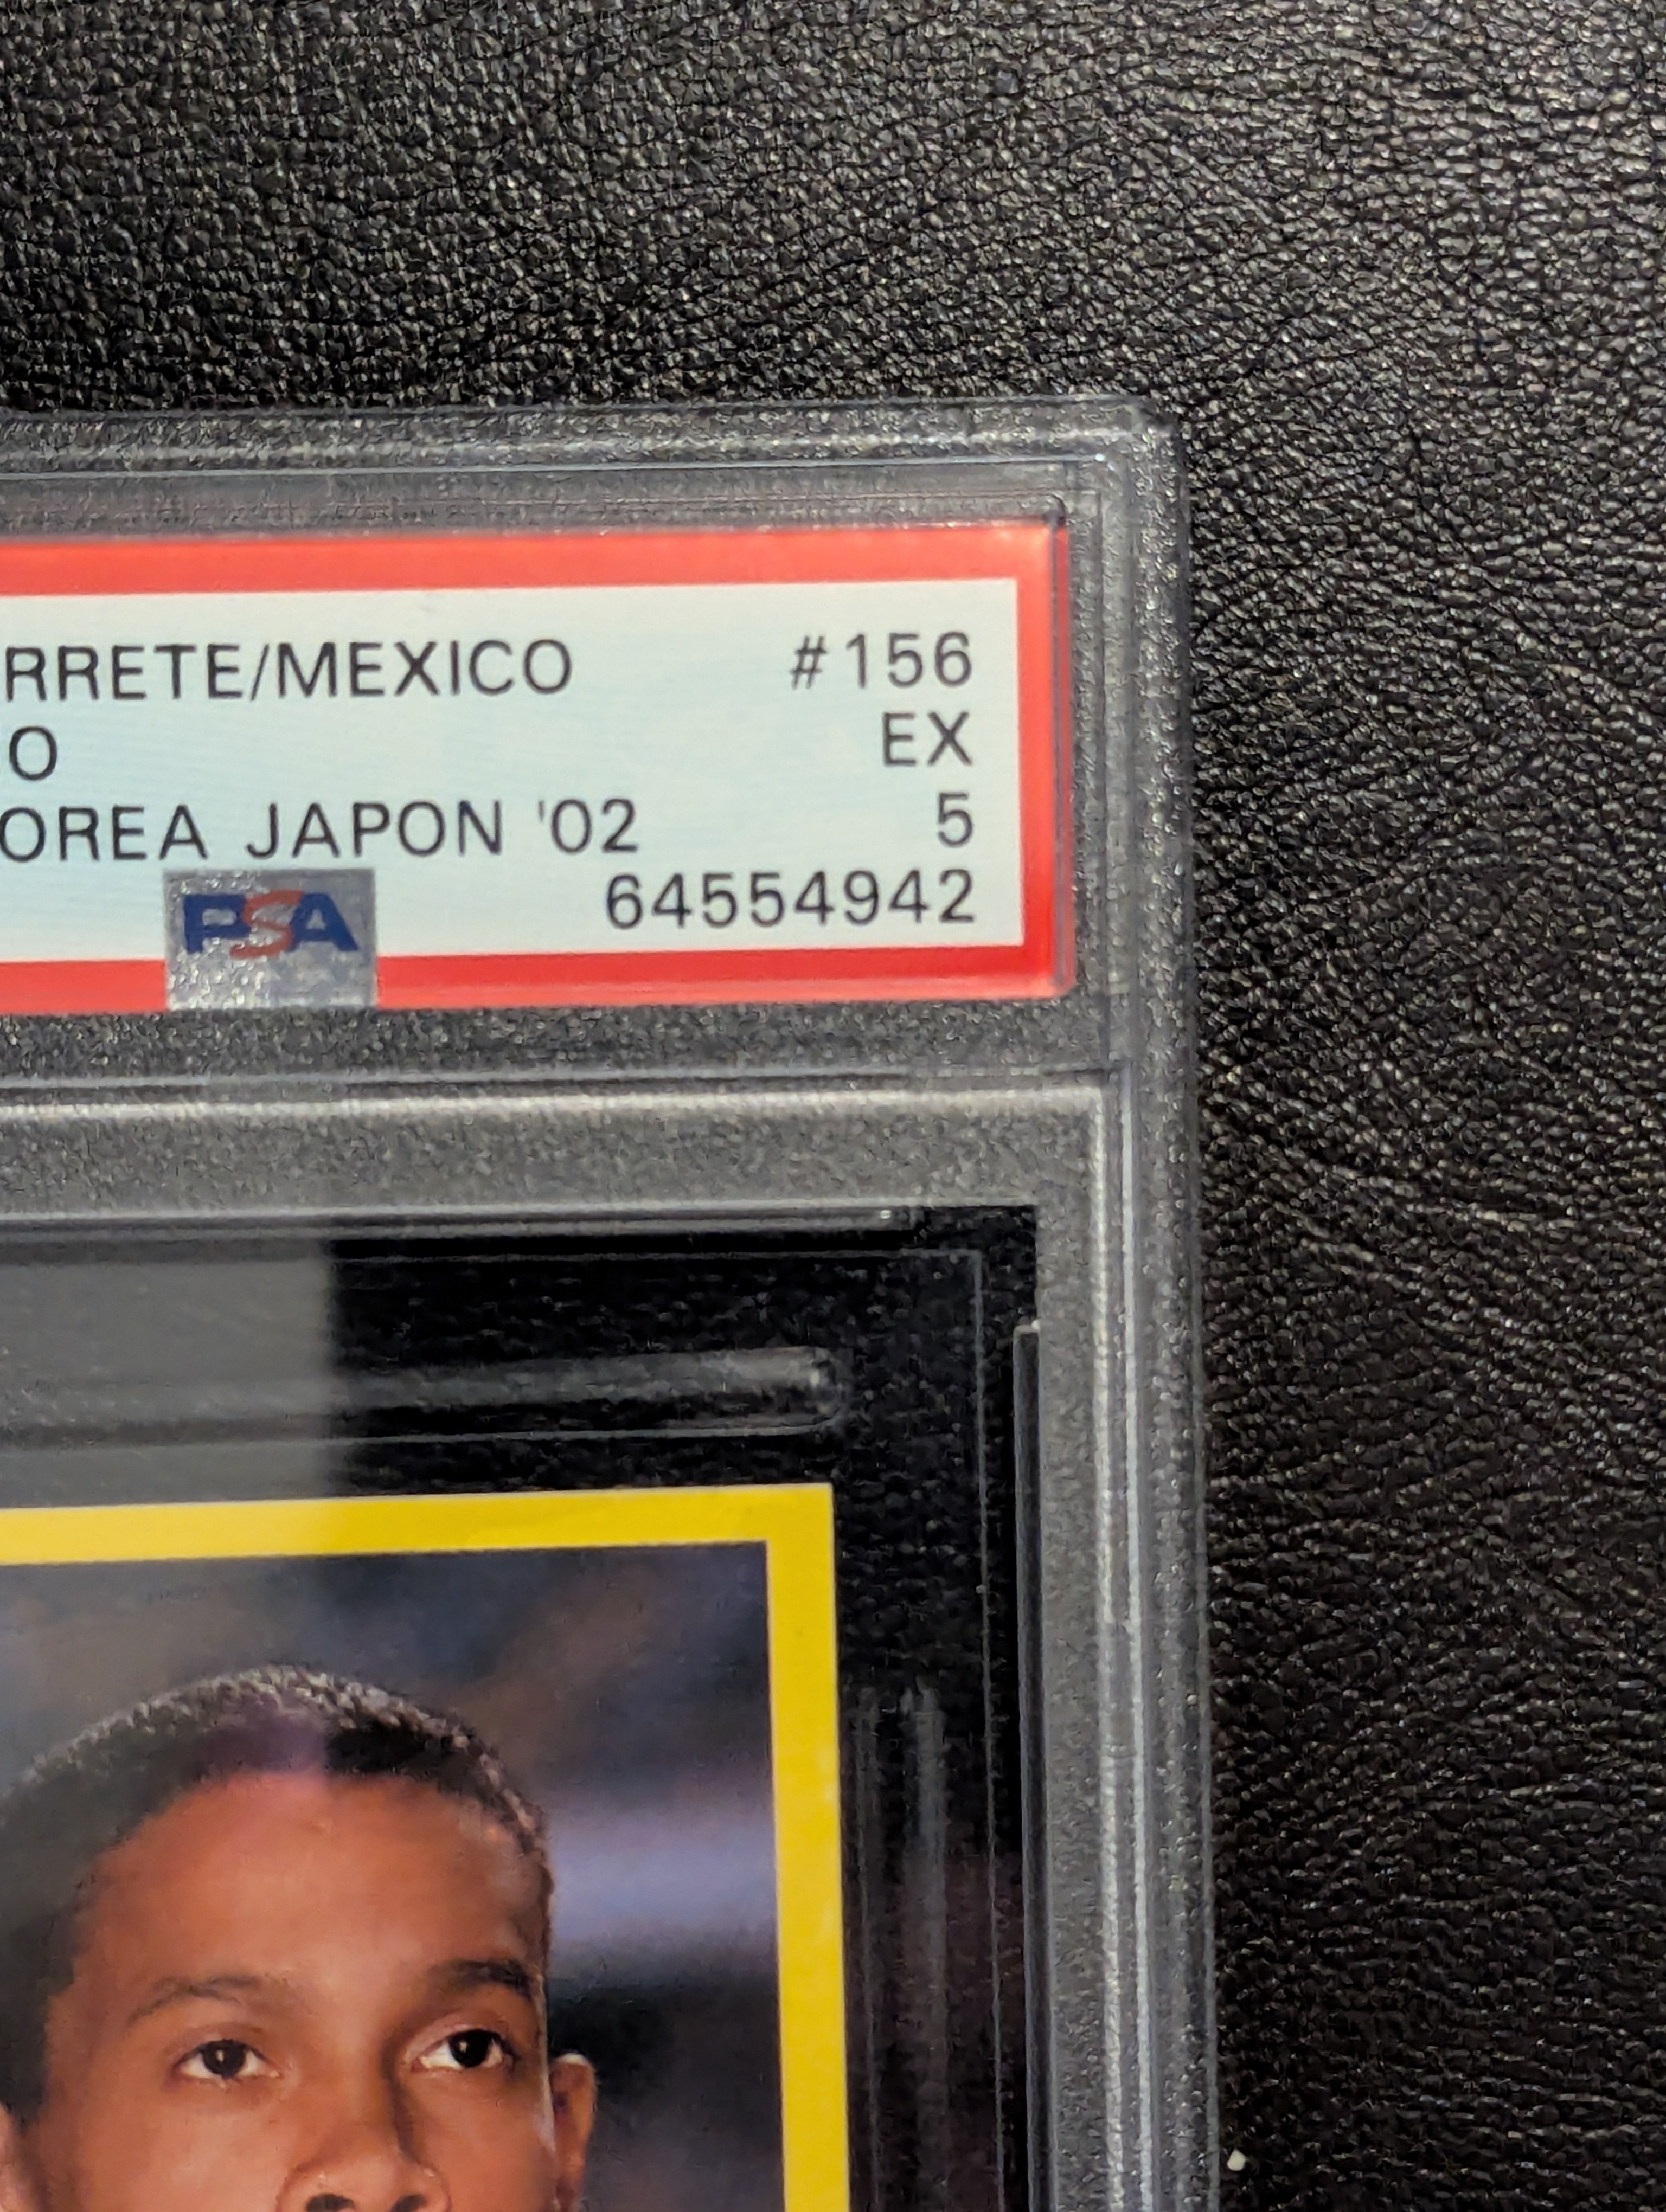 RRETE/MEXICO #156
O EX
OREA JAPON '02 5
PSA 64554942